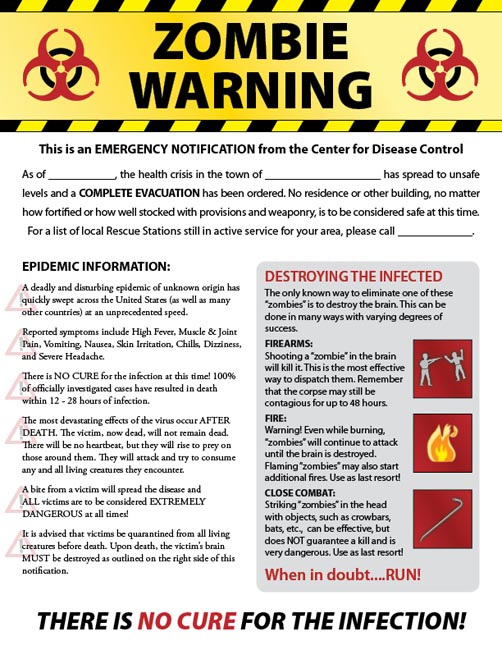 ZOMBIE
WARNING
This is an EMERGENCY NOTIFICATION from the Center for Disease Control
As of ____________, the health crisis in the town of _____________________ has spread to unsafe
levels and a COMPLETE EVACUATION has been ordered. No residence or other building, no matter
how fortified or how well stocked with provisions and weaponry, is to be considered safe at this time.
For a list of local Rescue Stations still in active service for your area, please call ______________.
EPIDEMIC INFORMATION:
A deadly and disturbing epidemic of unknown origin has
quickly swept across the United States (as well as many
other countries) at an unprecedented speed.
Reported symptoms include High Fever, Muscle & Joint
Pain, Vomiting, Nausea, Skin Irritation, Chills, Dizziness,
and Severe Headache.
There is NO CURE for the infection at this time! 100%
of officially investigated cases have resulted in death
within 12 - 28 hours of infection.
The most devastating effects of the virus occur AFTER
DEATH. The victim, now dead, will not remain dead.
There will be no heartbeat, but they will rise to prey on
those around them. They will attack and try to consume
any and all living creatures they encounter.
A bite from a victim will spread the disease and
ALL victims are to be considered EXTREMELY
DANGEROUS at all times!
It is advised that victims be quarantined from all living
creatures before death. Upon death, the victim's brain
MUST be destroyed as outlined on the right side of this
notification.
DESTROYING THE INFECTED
The only known way to eliminate one of these
"zombies" is to destroy the brain. This can be
done in many ways with varying degrees of
success.
FIREARMS:
Shooting a "zombie" in the brain
will kill it. This is the most effective
way to dispatch them. Remember
that the corpse may still be
contagious for up to 48 hours.
FIRE:
Warning! Even while burning,
"zombies" will continue to attack
until the brain is destroyed.
Flaming "zombies" may also start
additional fires. Use as last resort!
CLOSE COMBAT:
Striking "zombies" in the head
with objects, such as crowbars,
bats, etc., can be effective, but
does NOT guarantee a kill and is
very dangerous. Use as last resort!
When in doubt....RUN!
THERE IS NO CURE FOR THE INFECTION!